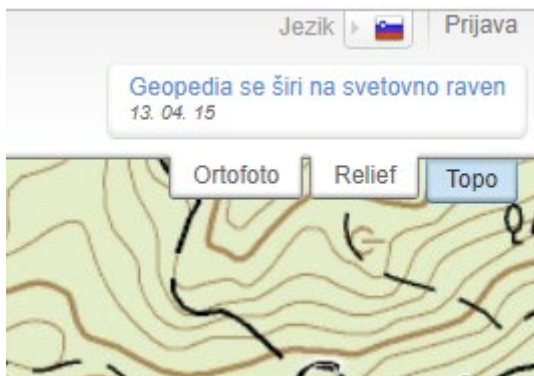 Jezik Prijava
Geopedia se širi na svetovno raven
13. 04. 15
Ortofoto Relief Topo